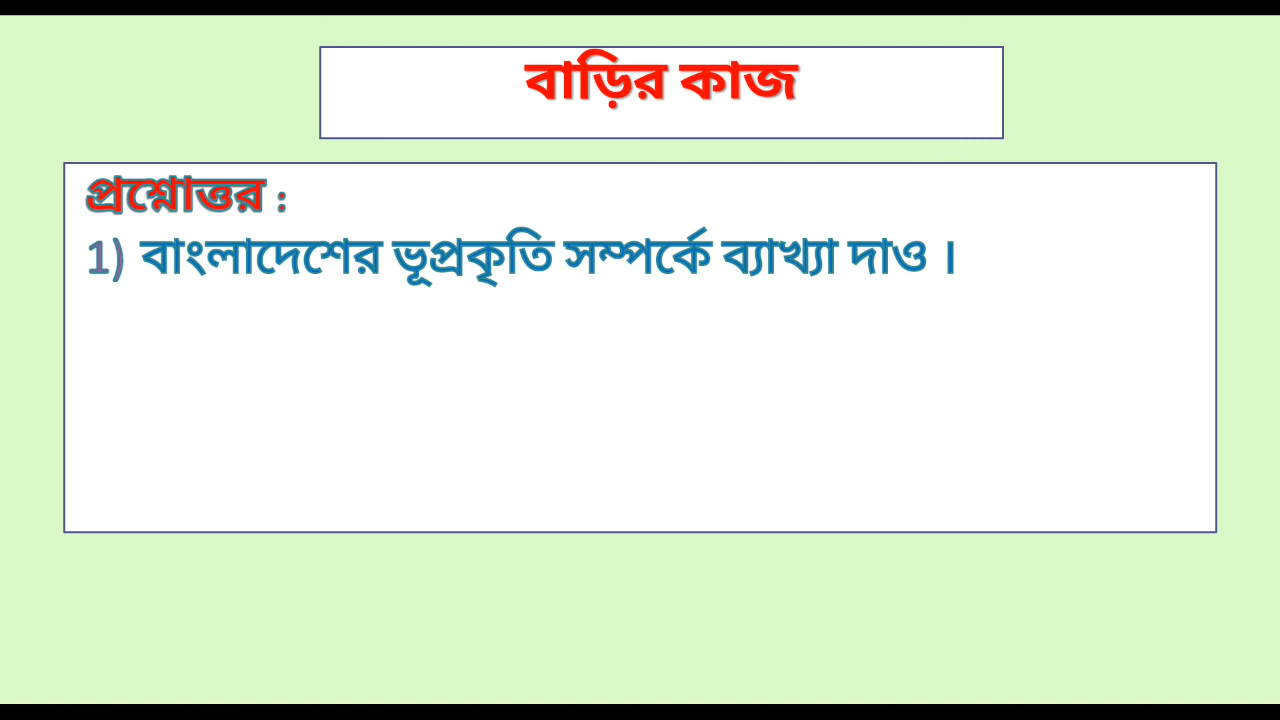 বাড়ির কাজ
প্রশ্নোত্তর :
1) বাংলাদেশের ভূপ্রকৃতি সম্পর্কে ব্যাখ্যা দাও ।